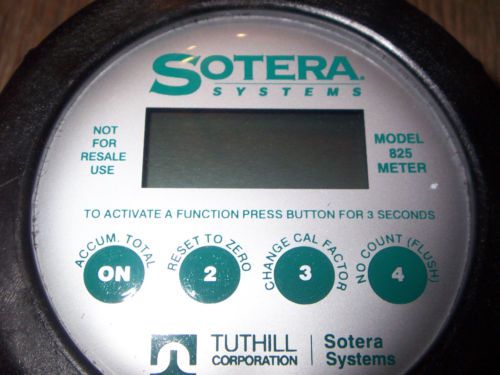 SOTERA®
SYSTEMS
NOT
FOR
RESALE
USE
MODEL
825
METER
TO ACTIVATE A FUNCTION PRESS BUTTON FOR 3 SECONDS
ACCUM. TOTAL
ON
RESET TO ZERO
2
CHANGE CAL FACTOR
3
NO COUNT (FLUSH)
4
TUTHILL
CORPORATION
Sotera
Systems